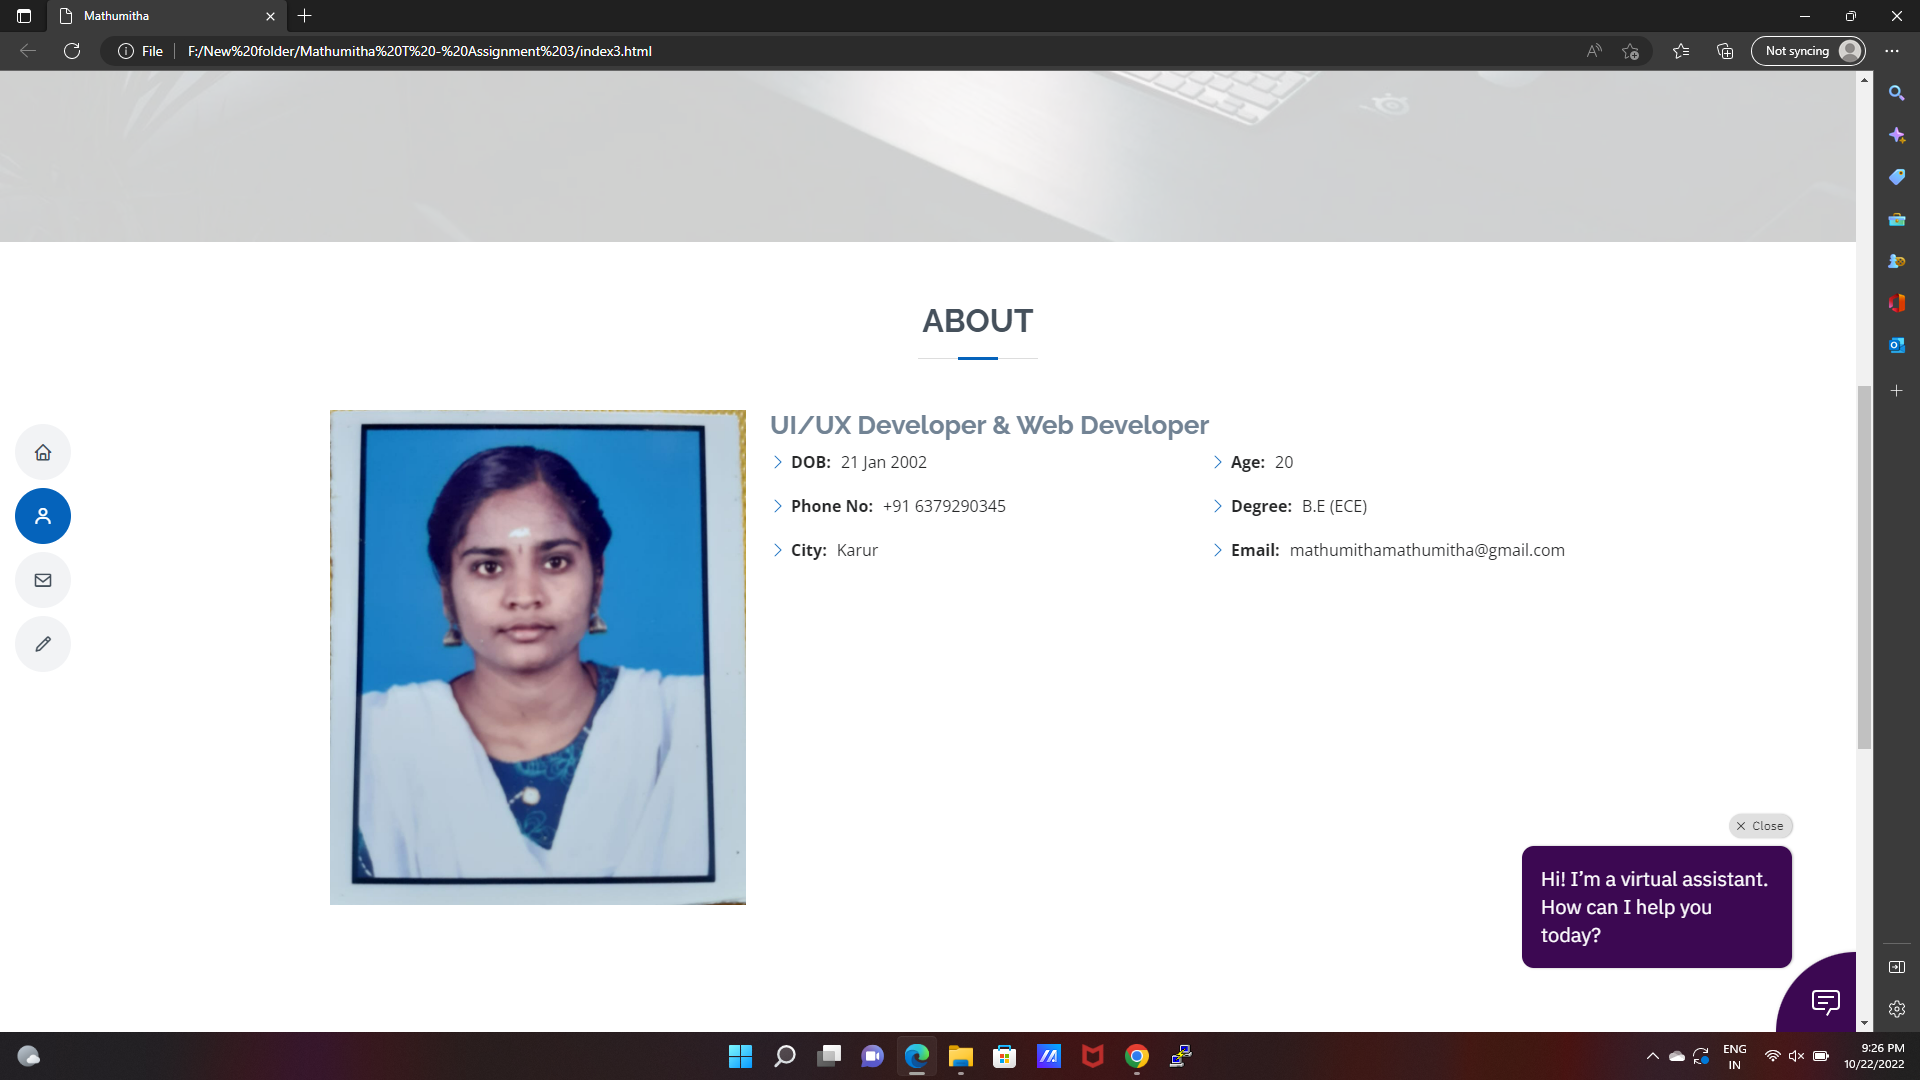 Mathumitha
File F:/New%20folder/Mathumitha%20T%20-%20Assignment%203/index3.html
Not syncing
ABOUT
UI/UX Developer & Web Developer
DOB: 21 Jan 2002
Age: 20
Phone No: +91 6379290345
Degree: B.E (ECE)
City: Karur
Email: mathumithamathumitha@gmail.com
Close
Hi! I'm a virtual assistant.
How can I help you
today?
ENG
IN
9:26 PM
10/22/2022